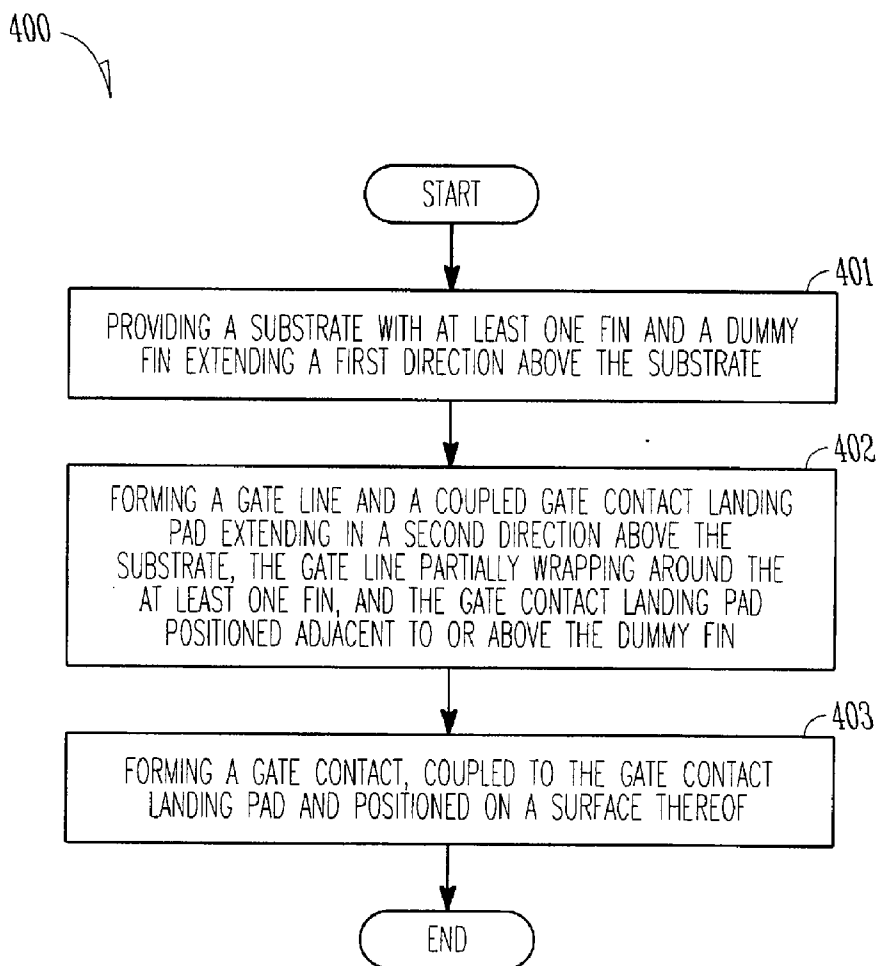 400
START
401
PROVIDING A SUBSTRATE WITH AT LEAST ONE FIN AND A DUMMY
FIN EXTENDING A FIRST DIRECTION ABOVE THE SUBSTRATE
402
FORMING A GATE LINE AND A COUPLED GATE CONTACT LANDING
PAD EXTENDING IN A SECOND DIRECTION ABOVE THE
SUBSTRATE, THE GATE LINE PARTIALLY WRAPPING AROUND THE
AT LEAST ONE FIN, AND THE GATE CONTACT LANDING PAD
POSITIONED ADJACENT TO OR ABOVE THE DUMMY FIN
403
FORMING A GATE CONTACT, COUPLED TO THE GATE CONTACT
LANDING PAD AND POSITIONED ON A SURFACE THEREOF
END